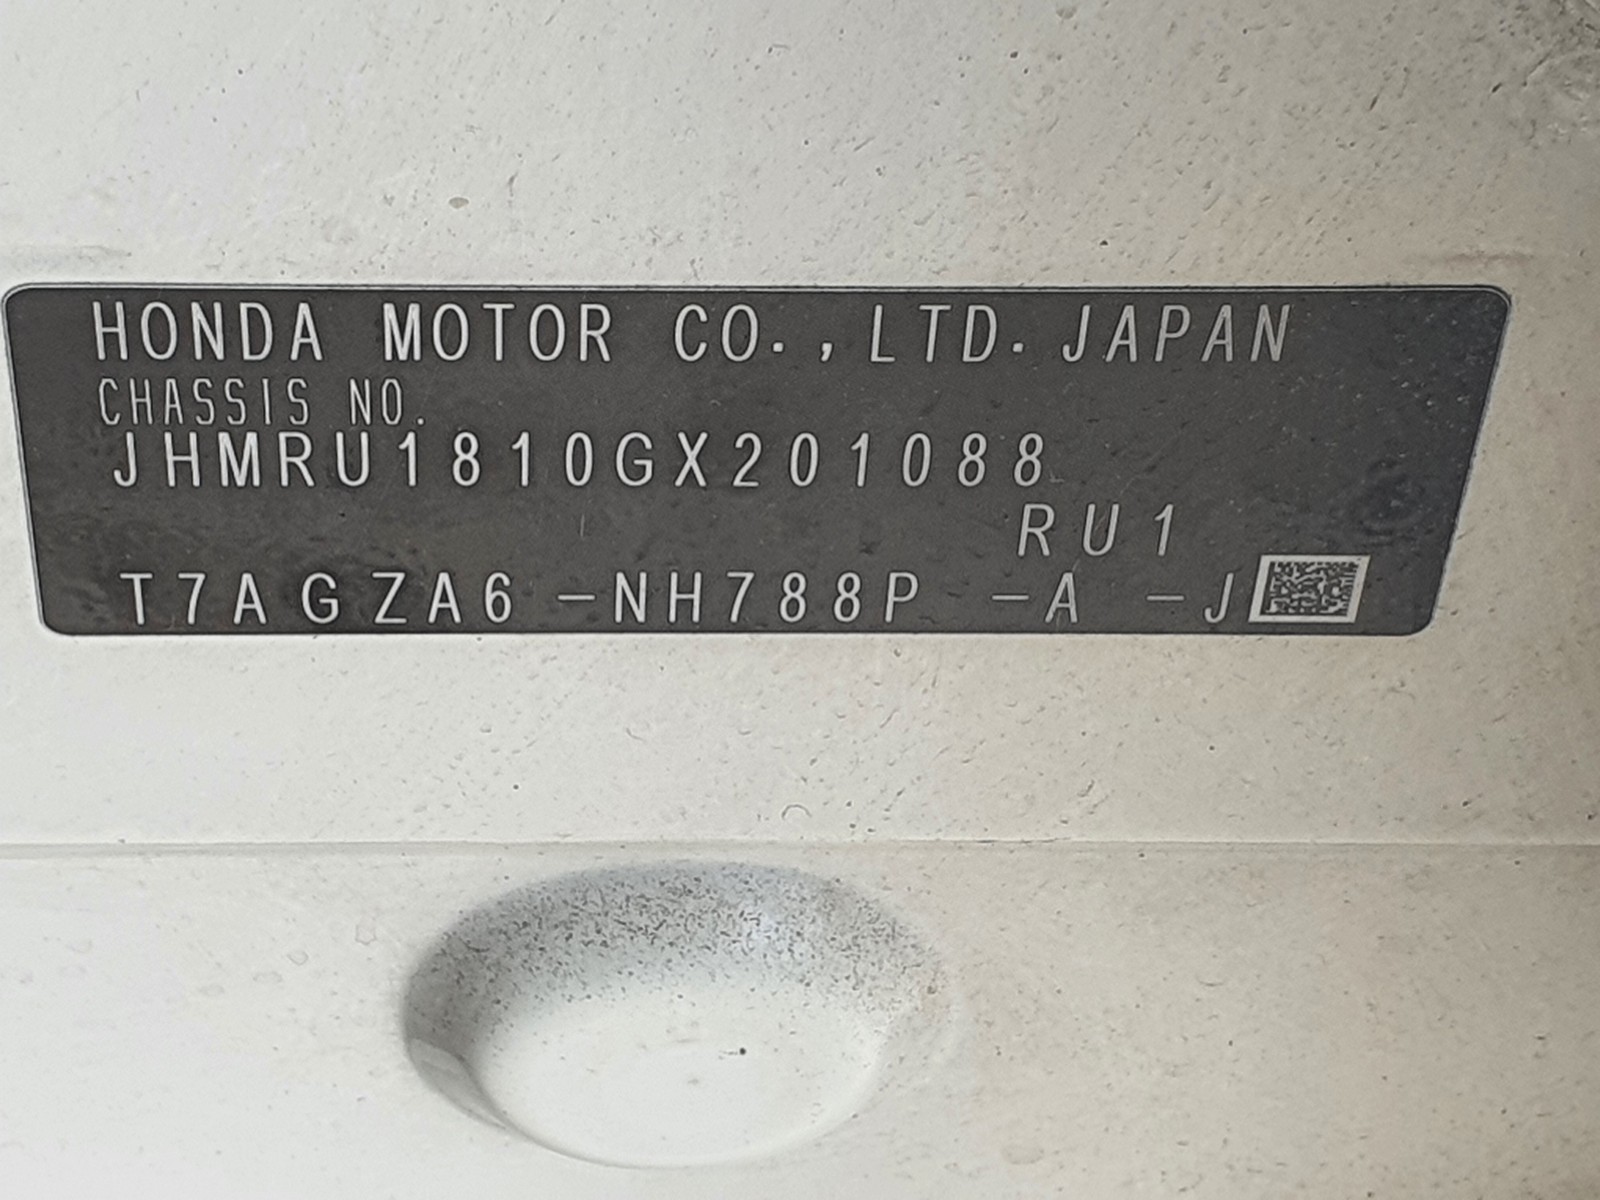 HONDA MOTOR CO.,LTD. JAPAN
CHASSIS NO.
JHMRU1810GX201088
RU1
T7AGZA6 -NH788P -A -J